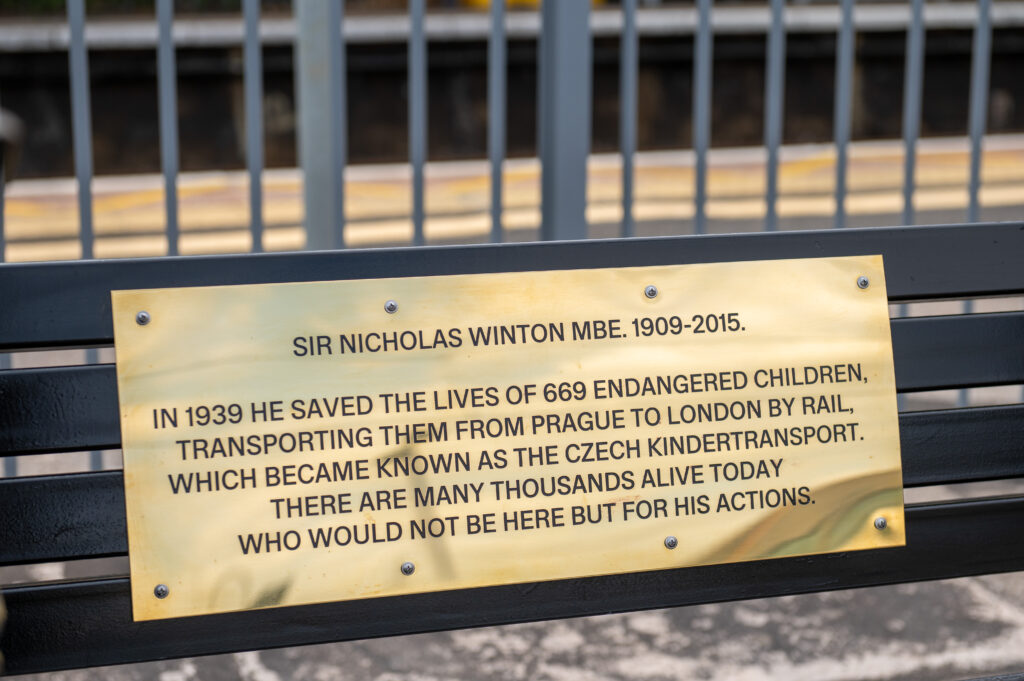 SIR NICHOLAS WINTON MBE. 1909-2015.
IN 1939 HE SAVED THE LIVES OF 669 ENDANGERED CHILDREN,
TRANSPORTING THEM FROM PRAGUE TO LONDON BY RAIL,
WHICH BECAME KNOWN AS THE CZECH KINDERTRANSPORT.
THERE ARE MANY THOUSANDS ALIVE TODAY
WHO WOULD NOT BE HERE BUT FOR HIS ACTIONS.